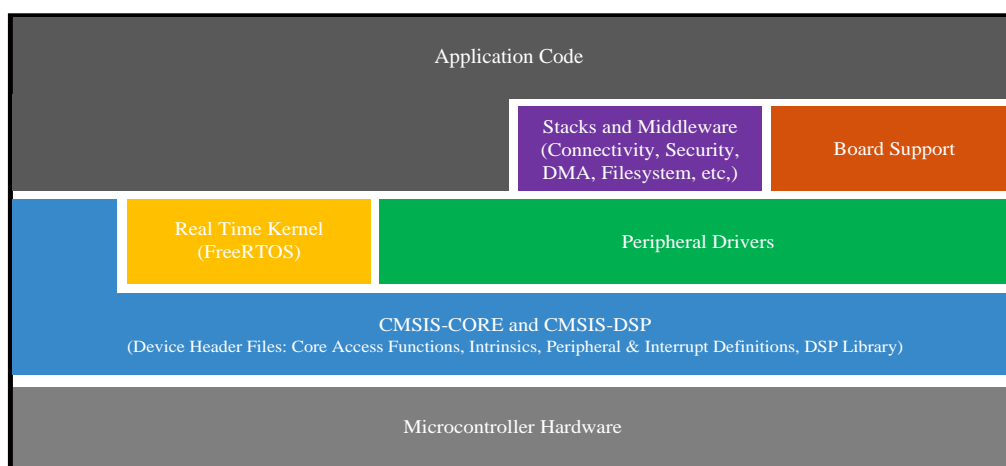 Application Code
Stacks and Middleware
(Connectivity, Security,
DMA, Filesystem, etc,)
Board Support
Real Time Kernel
(FreeRTOS)
Peripheral Drivers
CMSIS-CORE and CMSIS-DSP
(Device Header Files: Core Access Functions, Intrinsics, Peripheral & Interrupt Definitions, DSP Library)
Microcontroller Hardware